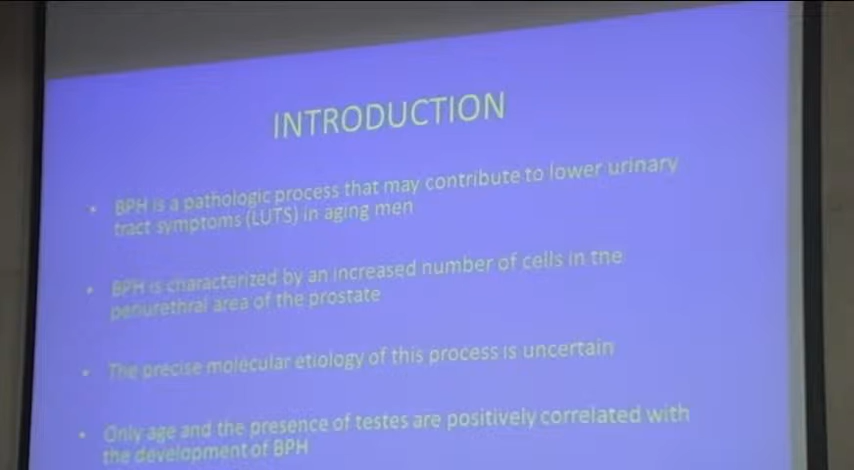 INTRODUCTION
• BPH is a pathologic process that may contribute to lower urinary
tract symptoms (LUTS) in aging men
• BPH is characterized by an increased number of cells in the
periurethral area of the prostate
• The precise molecular etiology of this process is uncertain
• Only age and the presence of testes are positively correlated with
the development of BPH